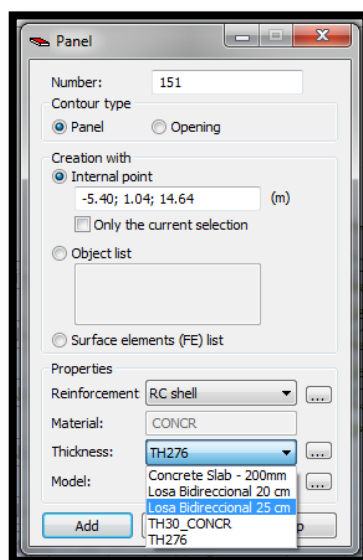 Panel
Number: 151
Contour type
Panel Opening
Creation with
Internal point
-5.40; 1.04; 14.64 (m)
Only the current selection
Object list
Surface elements (FE) list
Properties
Reinforcement RC shell ...
Material: CONCR
Thickness: TH276 ...
Concrete Slab - 200mm
Model: Losa Bidireccional 20 cm ...
Losa Bidireccional 25 cm
TH30_CONCR
Add
TH276